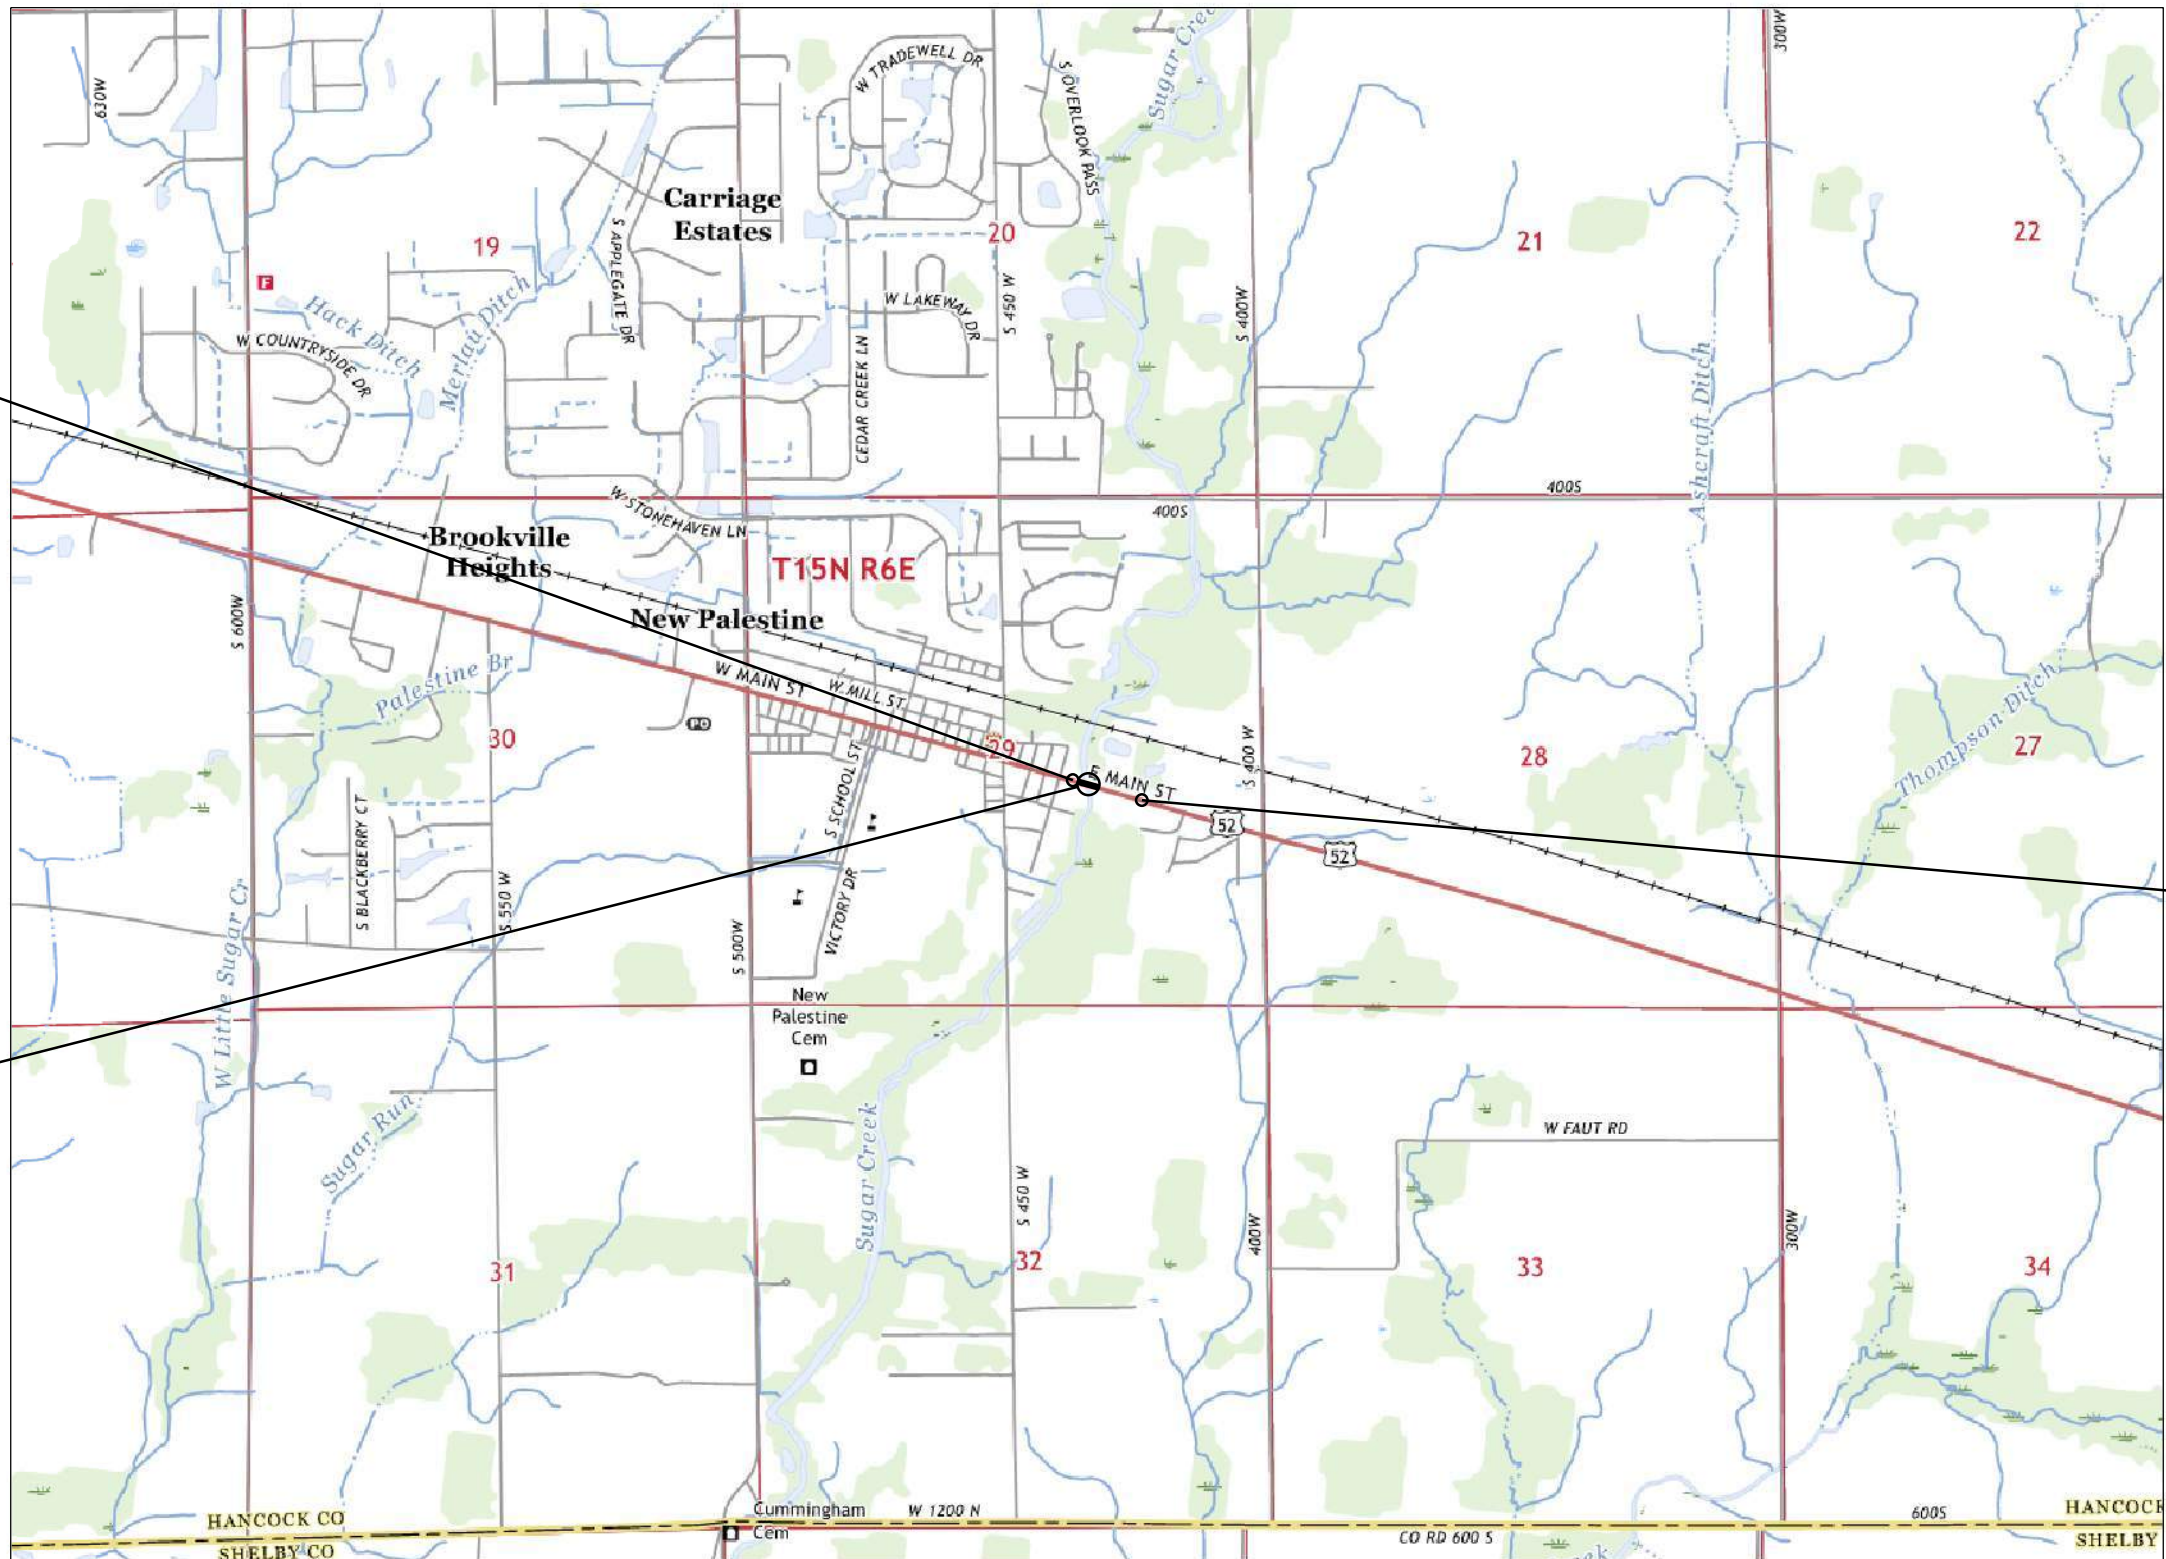 630W
W TRADEWELL DR
S OVERLOOK PASS
Sugar Creek
300W
Carriage
Estates
19
20
21
22
S APPLEGATE DR
F
Hack Ditch
Merlau Ditch
W COUNTRYSIDE DR
W LAKEWAY DR
S 450 W
S 400W
CEDAR CREEK LN
Ashcraft Ditch
400S
400S
W STONEHAVEN LN
Brookville
Heights
T15N R6E
New Palestine
S 600W
Palestine Br
W MAIN ST
W MILL ST
PO
30
29
28
27
S 400 W
Thompson Ditch
E MAIN ST
52
52
S SCHOOL ST
S BLACKBERRY CT
S 550 W
VICTORY DR
S 500W
W Little Sugar Cr
New
Palestine
Cem
Sugar Run
Sugar Creek
W FAUT RD
S 450 W
400W
300W
31
32
33
34
Cummingham
Cem
W 1200 N
HANCOCK CO
SHELBY CO
CO RD 600 S
600S
HANCOCK
SHELBY